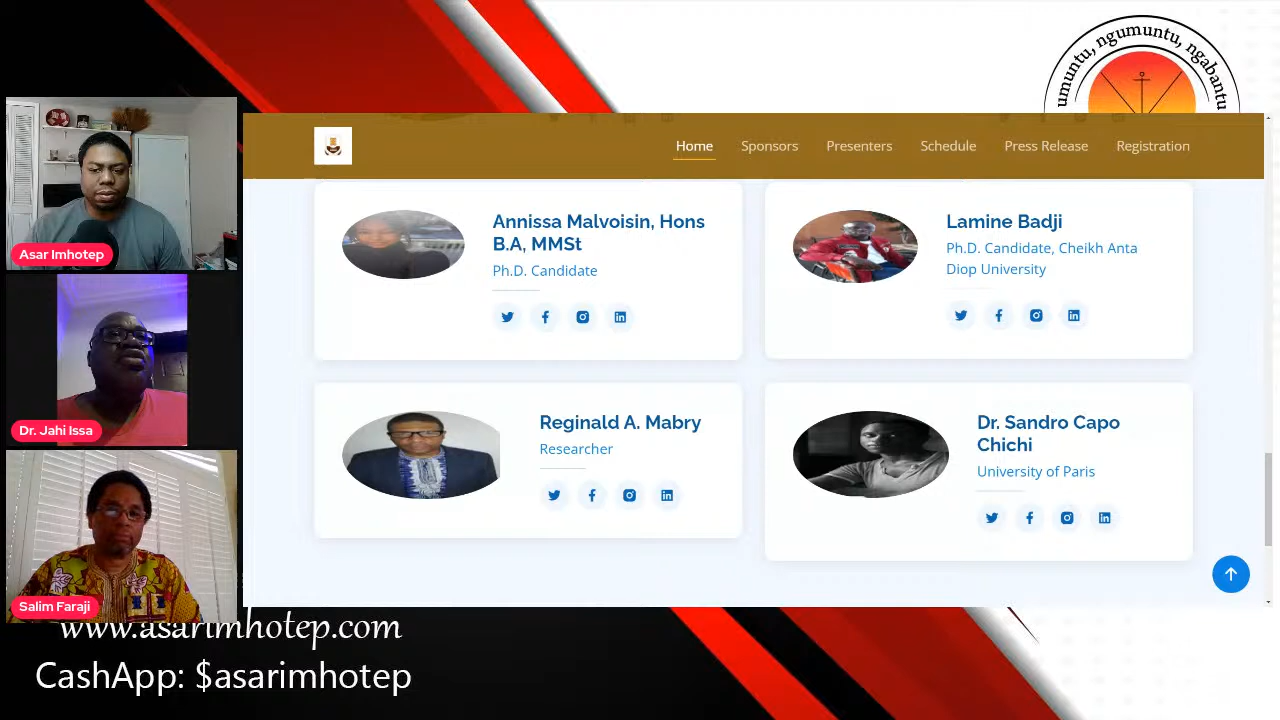 umuntu, ngumuntu, ngabantu
Home
Sponsors
Presenters
Schedule
Press Release
Registration
Annissa Malvoisin, Hons
B.A, MMSt
Ph.D. Candidate
Lamine Badji
Ph.D. Candidate, Cheikh Anta
Diop University
Reginald A. Mabry
Researcher
Dr. Sandro Capo
Chichi
University of Paris
Asar Imhotep
Dr. Jahi Issa
Salim Faraji
www.asarimhotep.com
CashApp: $asarimhotep